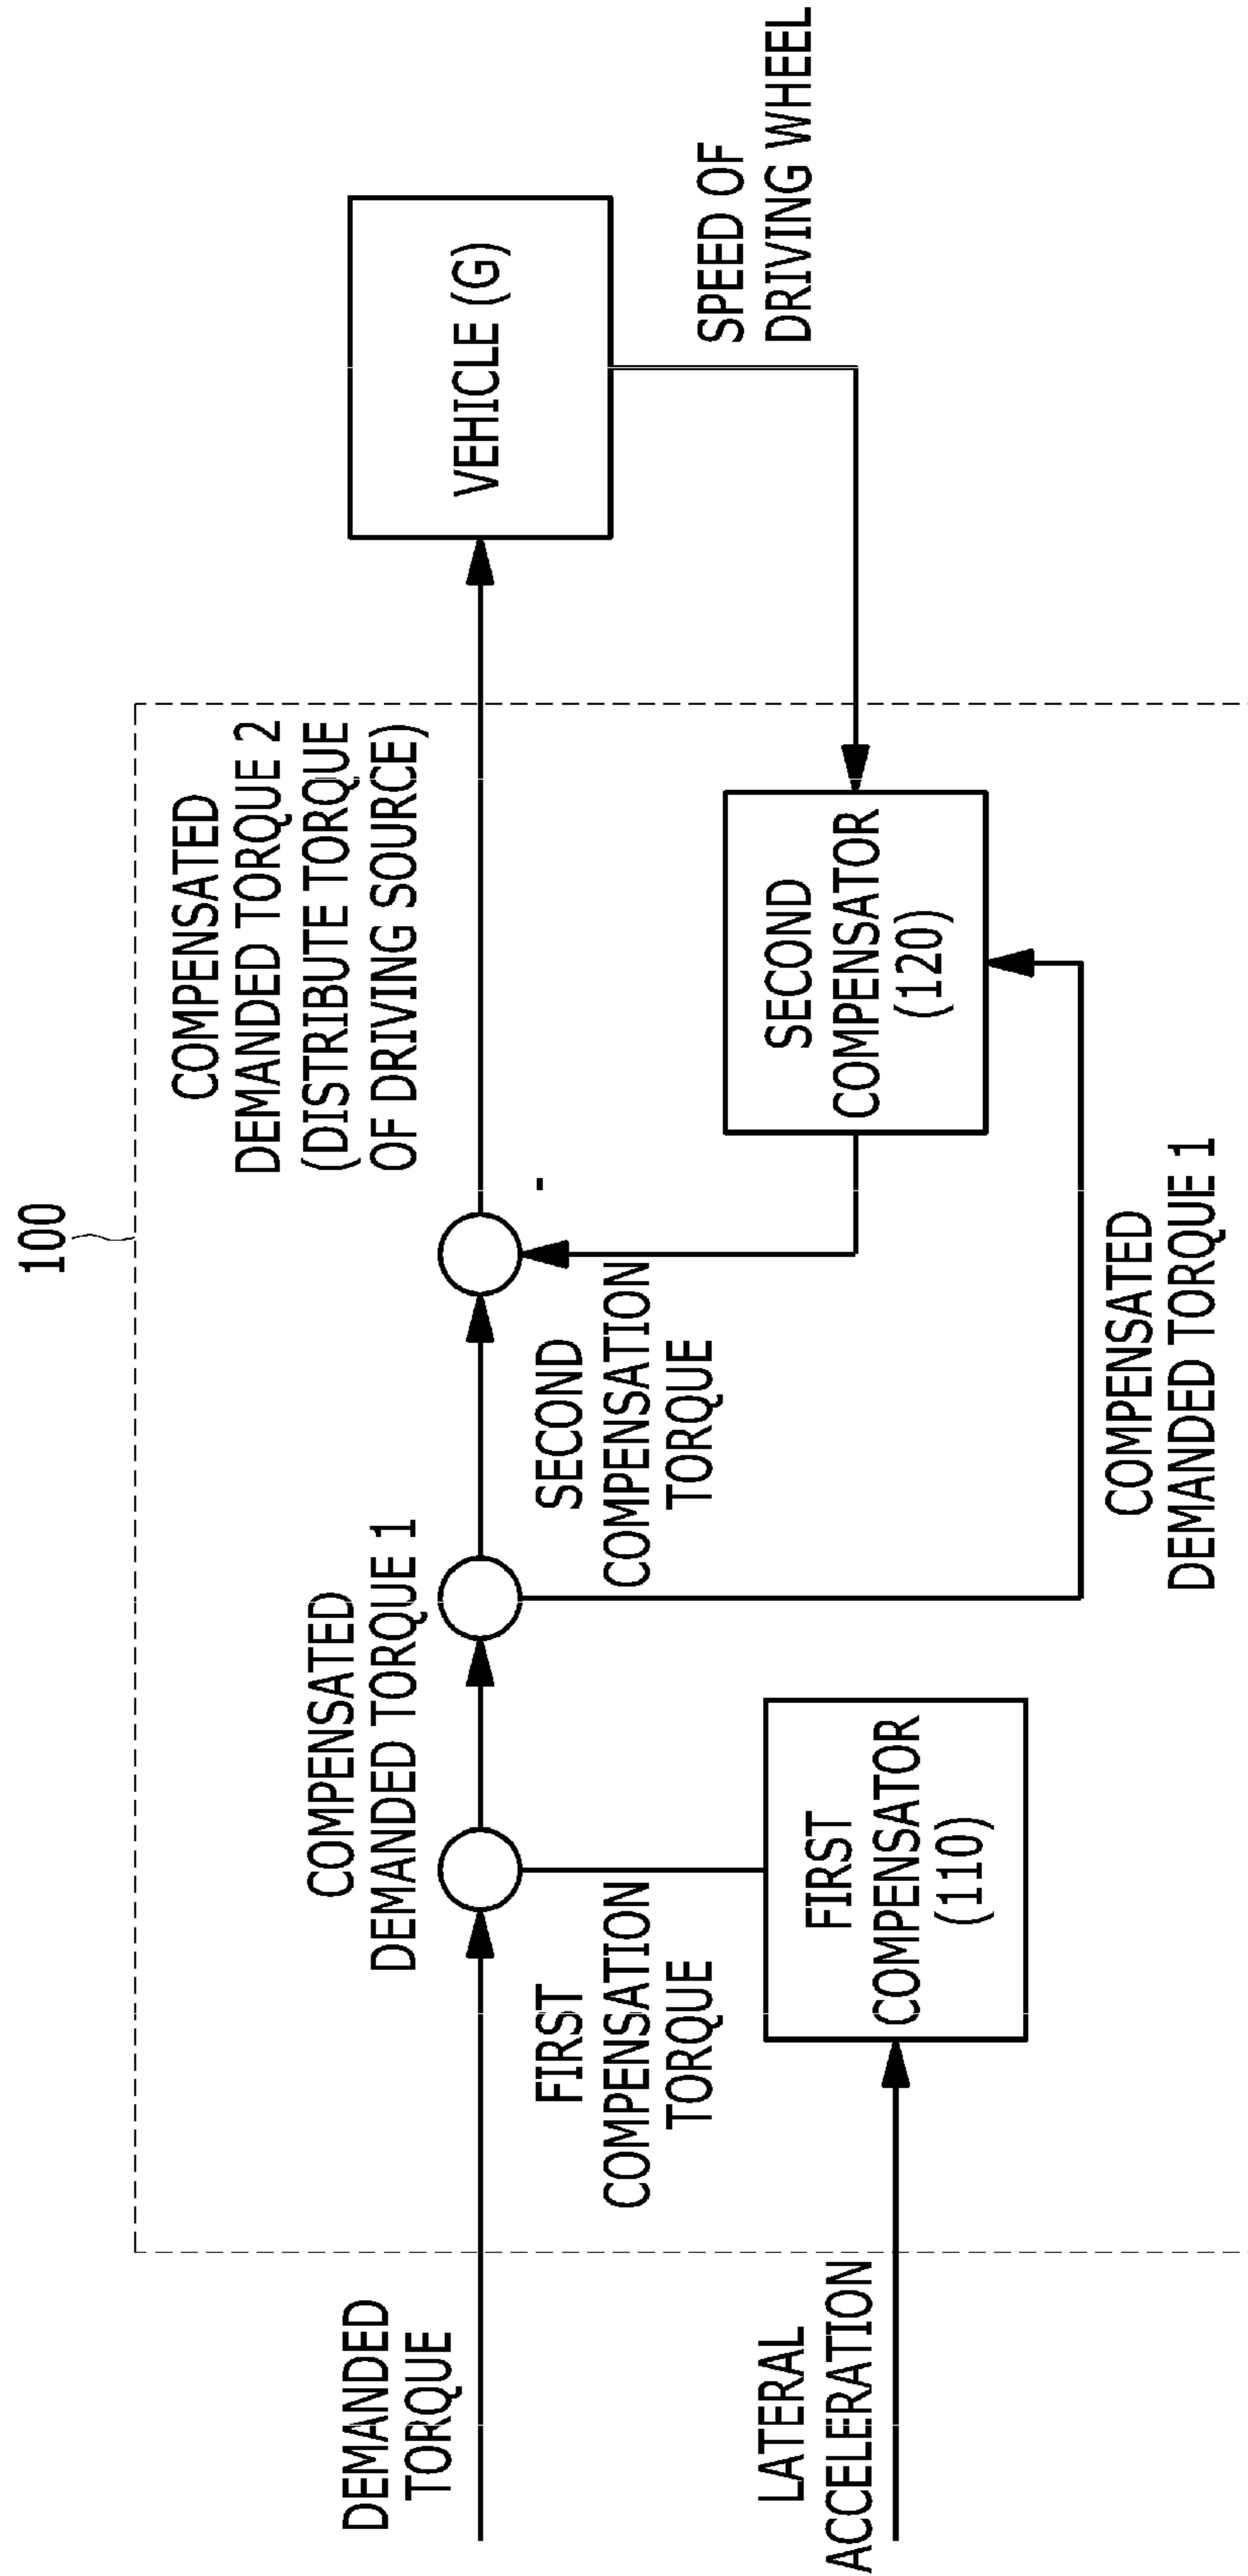 100
DEMANDED
TORQUE
LATERAL
ACCELERATION
FIRST
COMPENSATION
TORQUE
FIRST
COMPENSATOR
(110)
COMPENSATED
DEMANDED TORQUE 1
SECOND
COMPENSATION
TORQUE
-
COMPENSATED
DEMANDED TORQUE 1
SECOND
COMPENSATOR
(120)
COMPENSATED
DEMANDED TORQUE 2
(DISTRIBUTE TORQUE
OF DRIVING SOURCE)
VEHICLE (G)
SPEED OF
DRIVING WHEEL